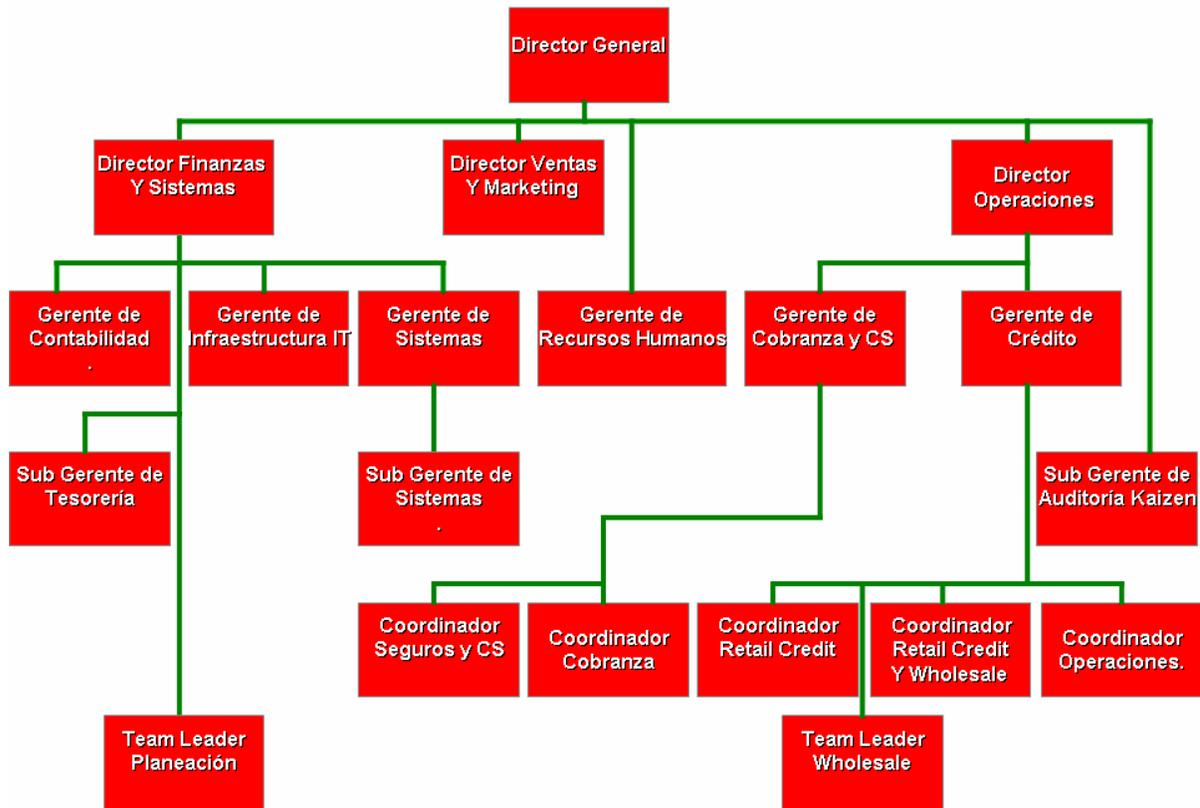 Director General
Director Finanzas
Y Sistemas
Director Ventas
Y Marketing
Director
Operaciones
Gerente de
Contabilidad
.
Gerente de
Infraestructura IT
Gerente de
Sistemas
Gerente de
Recursos Humanos
Gerente de
Cobranza y CS
Gerente de
Crédito
Sub Gerente de
Tesorería
Sub Gerente de
Sistemas
.
Sub Gerente de
Auditoría Kaizen
Coordinador
Seguros y CS
Coordinador
Cobranza
Coordinador
Retail Credit
Coordinador
Retail Credit
Y Wholesale
Coordinador
Operaciones.
Team Leader
Planeación
Team Leader
Wholesale